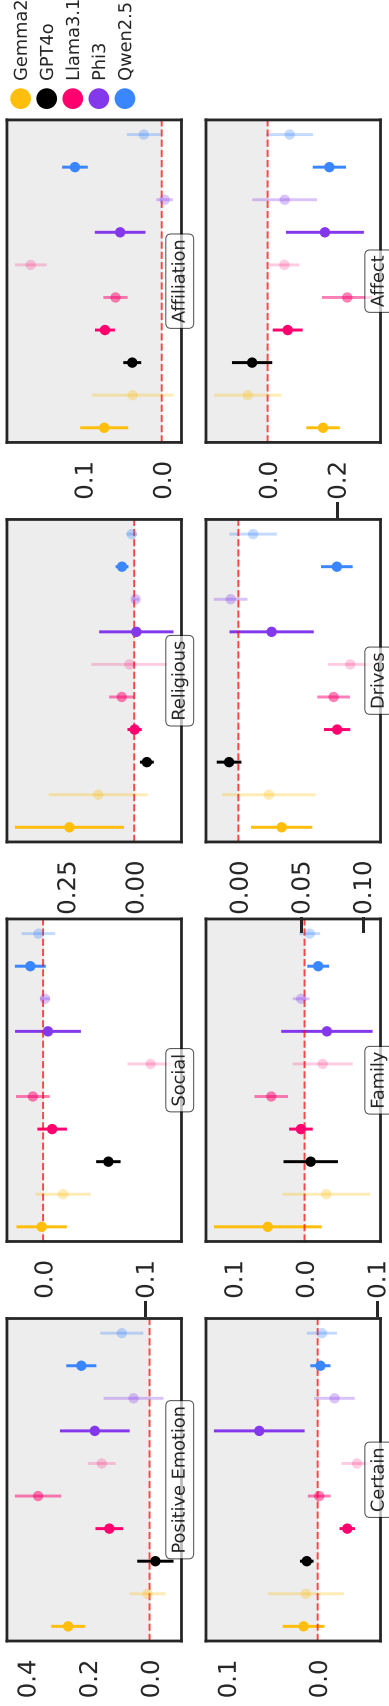 0.4
0.2
0.0
Positive Emotion
0.0
−0.1
Social
0.25
0.00
Religious
0.1
0.0
Affiliation
0.1
0.0
Certain
0.1
0.0
−0.1
Family
0.00
−0.05
−0.10
Drives
0.0
−0.2
Affect
Gemma2
GPT4o
Llama3.1
Phi3
Qwen2.5